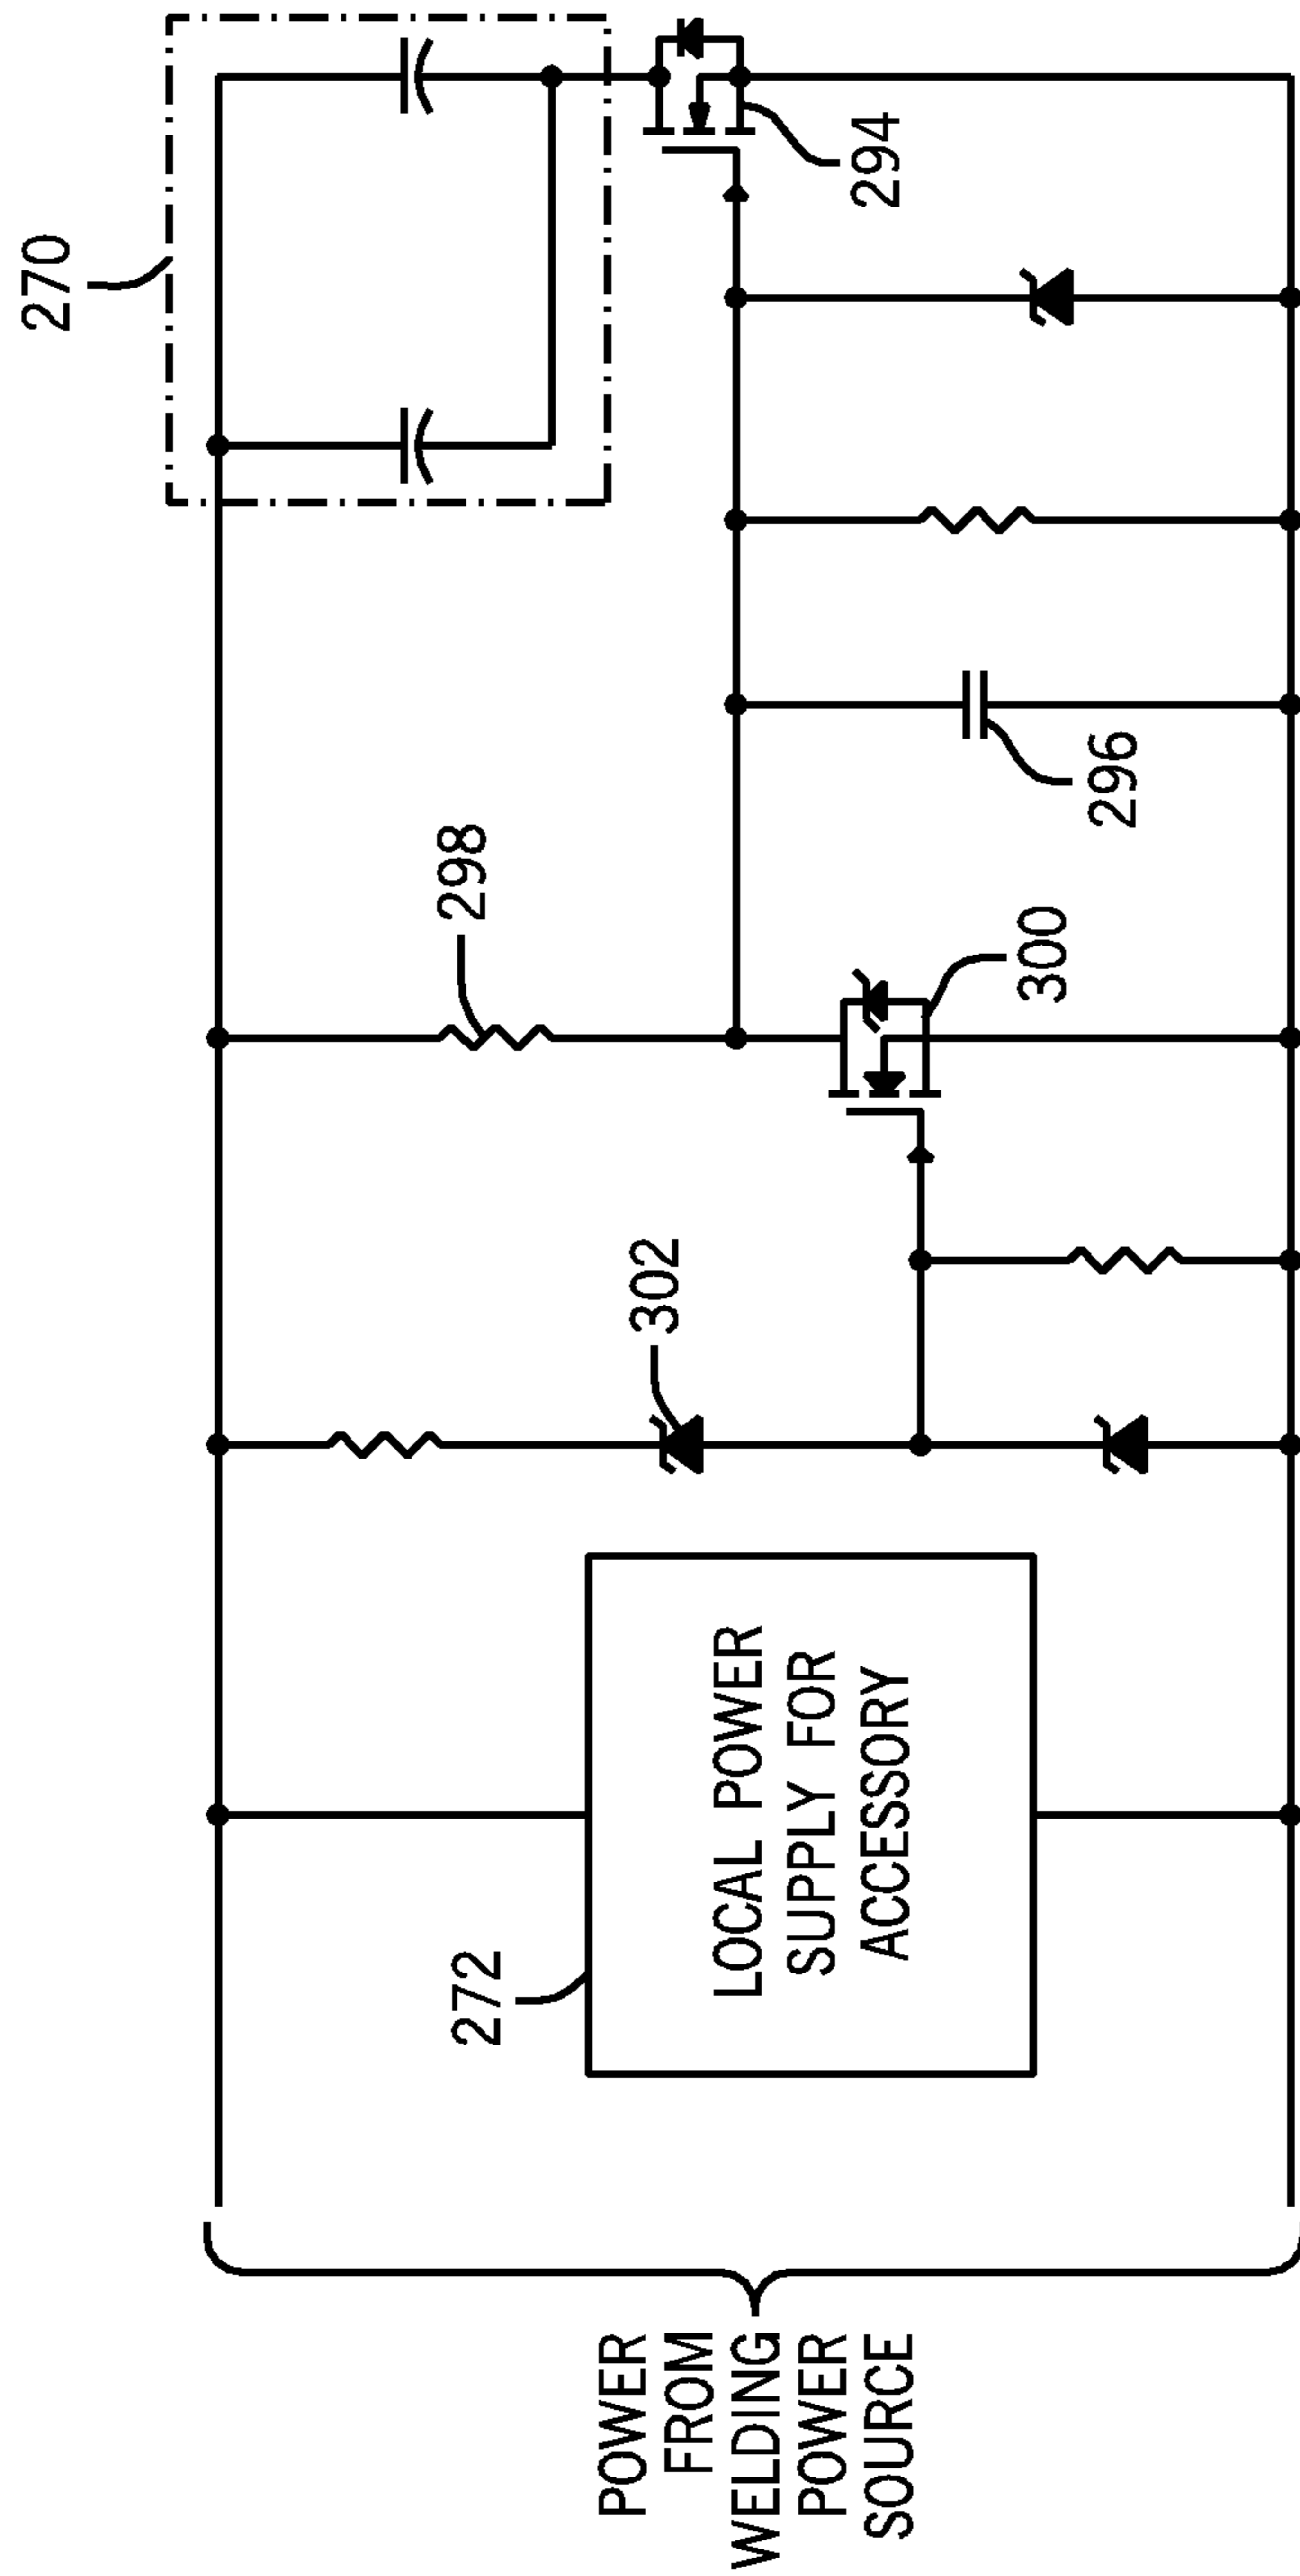 270
294
298
296
300
302
272
LOCAL POWER
SUPPLY FOR
ACCESSORY
POWER
FROM
WELDING
POWER
SOURCE